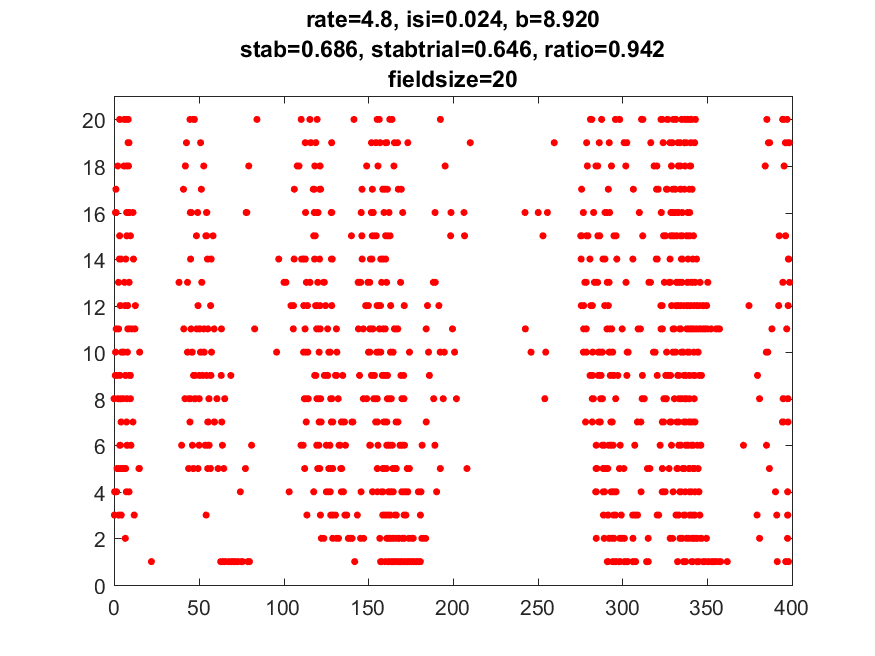 rate=4.8, isi=0.024, b=8.920
stab=0.686, stabtrial=0.646, ratio=0.942
fieldsize=20
20
18
16
14
12
10
8
6
4
2
0
0 50 100 150 200 250 300 350 400